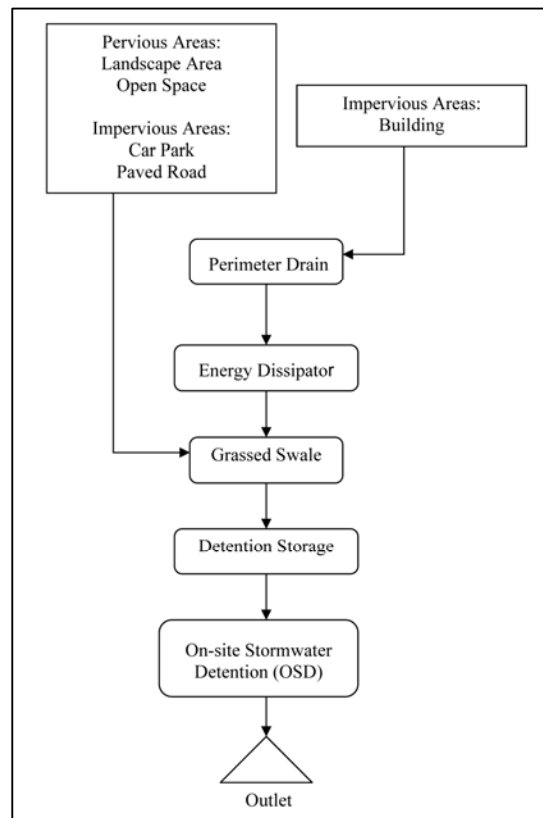 Pervious Areas:
Landscape Area
Open Space
Impervious Areas:
Car Park
Paved Road
Impervious Areas:
Building
Perimeter Drain
Energy Dissipator
Grassed Swale
Detention Storage
On-site Stormwater
Detention (OSD)
Outlet